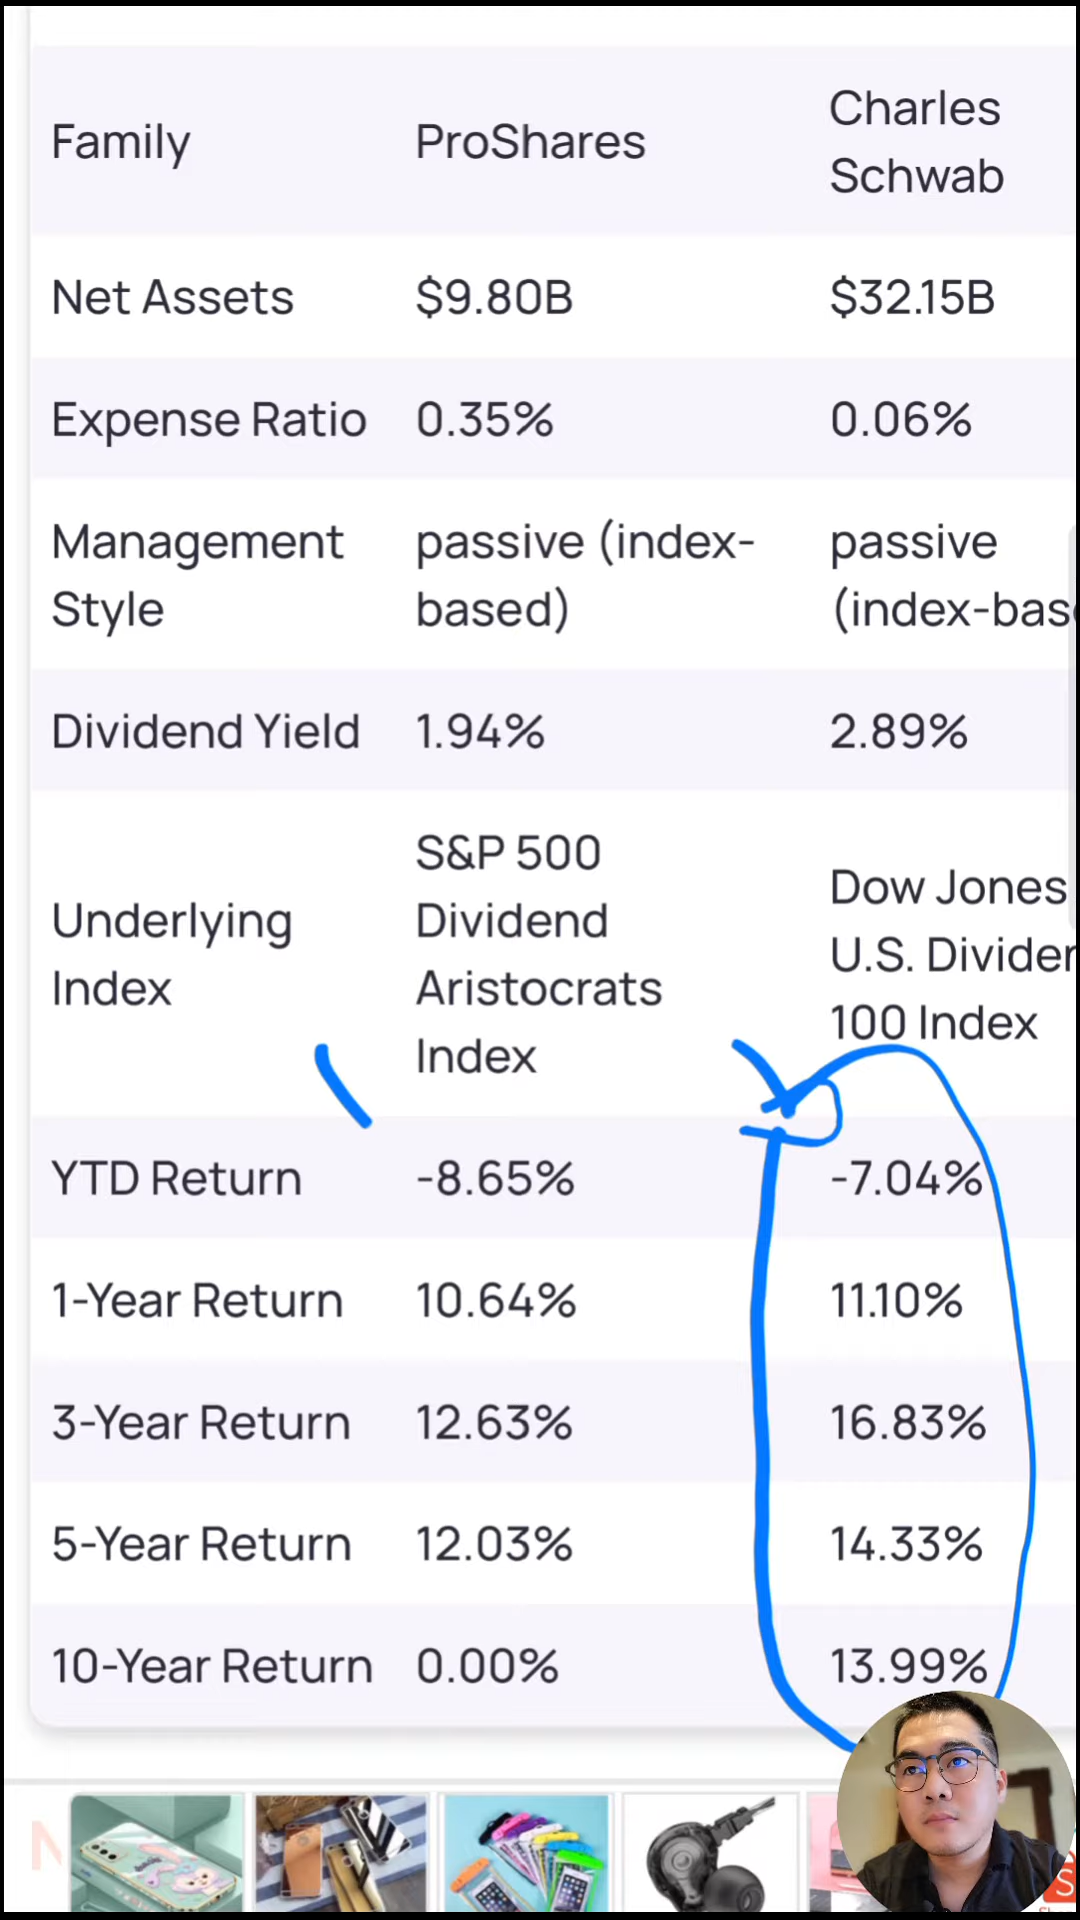 Family ProShares Charles
Schwab
Net Assets $9.80B $32.15B
Expense Ratio 0.35% 0.06%
Management passive (index- passive
Style based) (index-bas
Dividend Yield 1.94% 2.89%
S&P 500
Underlying Dividend Dow Jones
Index Aristocrats U.S. Divide
Index 100 Index
YTD Return -8.65% -7.04%
1-Year Return 10.64% 11.10%
3-Year Return 12.63% 16.83%
5-Year Return 12.03% 14.33%
10-Year Return 0.00% 13.99%
N
S